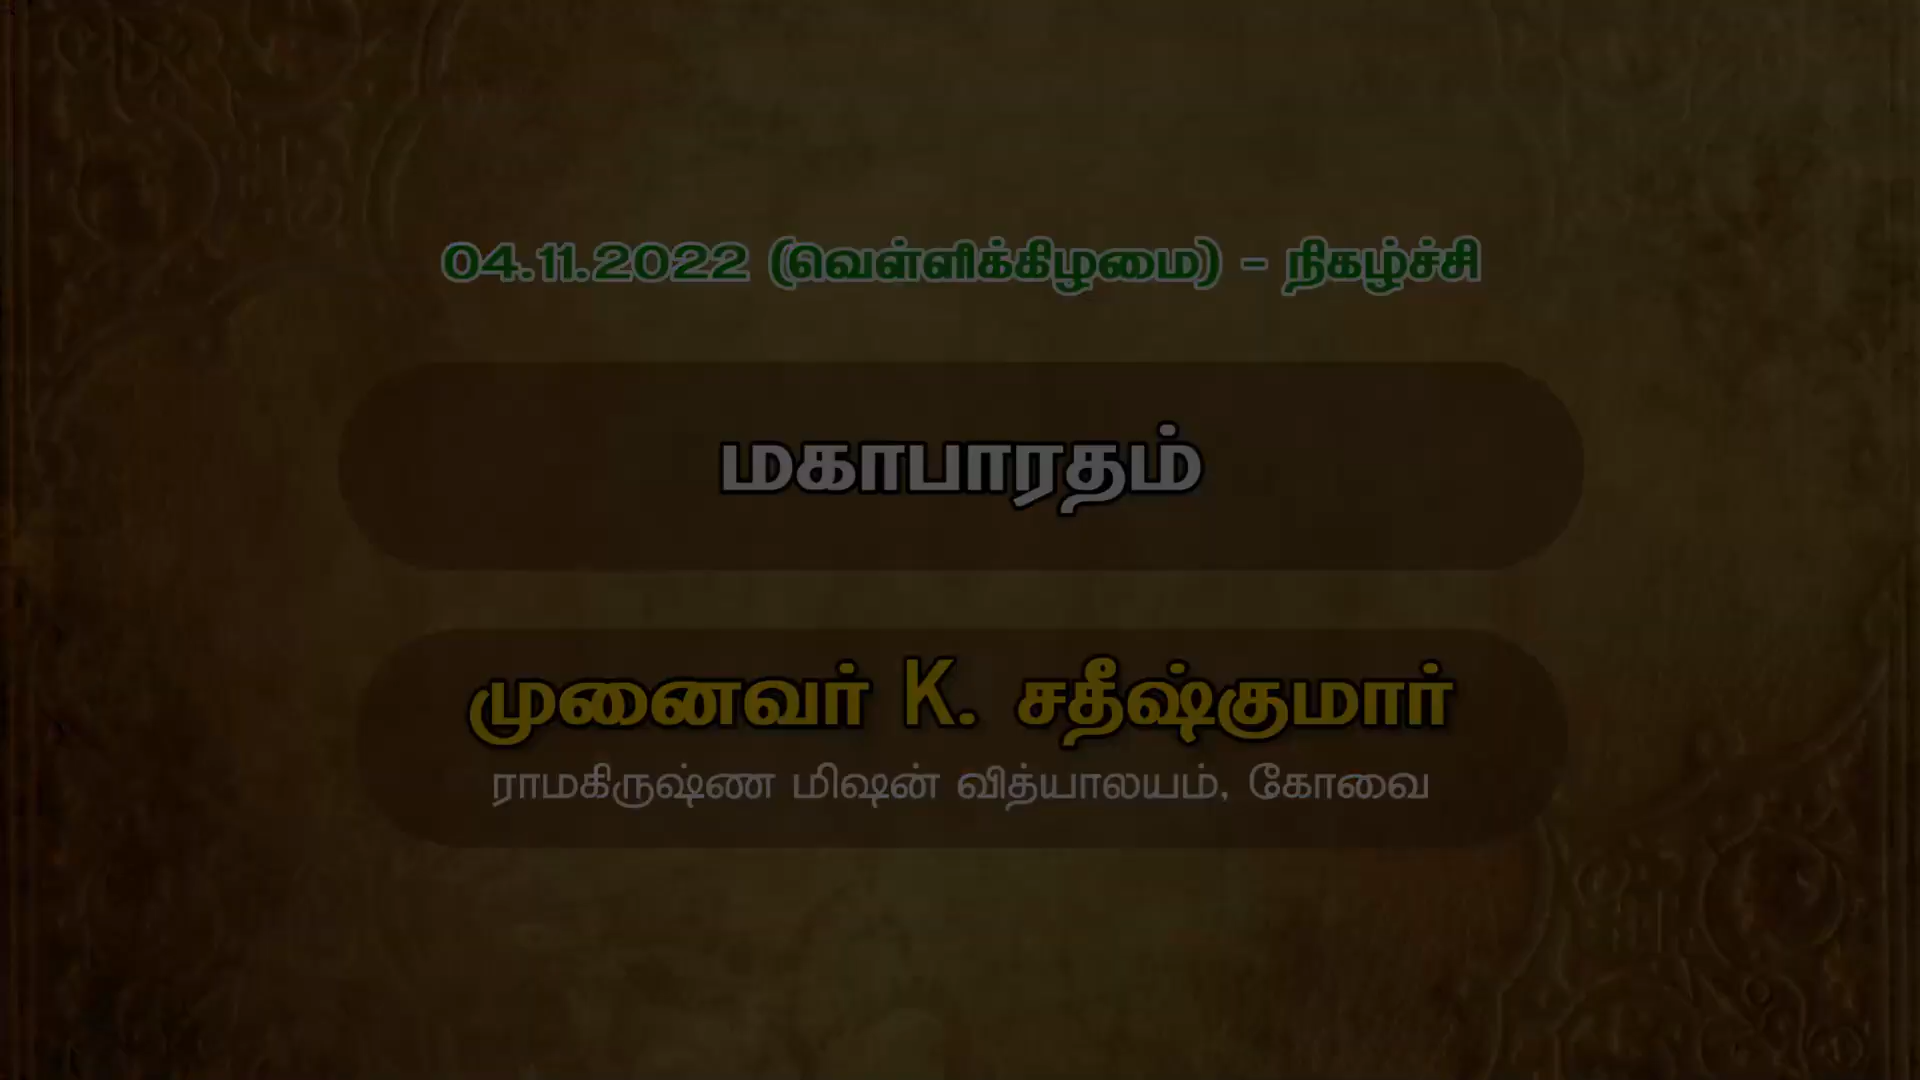 04.11.2022 (வெள்ளிக்கிழமை) - நிகழ்ச்சி
மகாபாரதம்
முனைவர் K. சதீஷ்குமார்
ராமகிருஷ்ண மிஷன் வித்யாலயம், கோவை